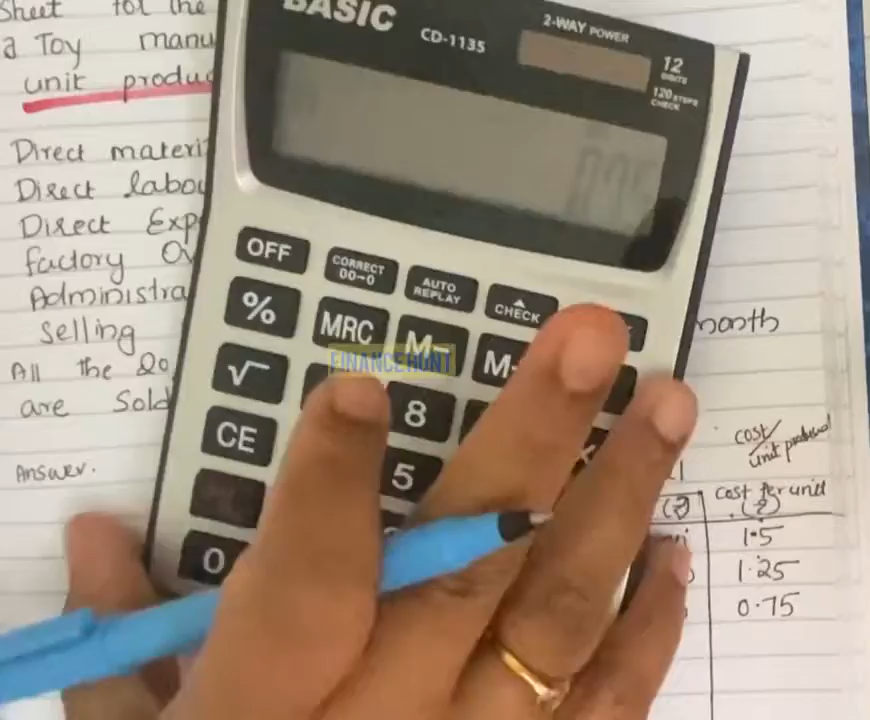 Sheet for the
a Toy manu
unit produc
Direct materi
Direct labou
Direct Exp
factory Ov
Administra
selling
All the 20
are Sold
Answer.
BASIC
CD-1135
2-WAY POWER
12
DIGITS
120 STEPS
CHECK
OFF
CORRECT
00→0
AUTO
REPLAY
CHECK
%
MRC
M-
M+
√
8
CE
5
0
FINANCE HUNT
month
cost/
unit produced
(₹)
cost per unit
(₹)
1.5
1.25
0.75